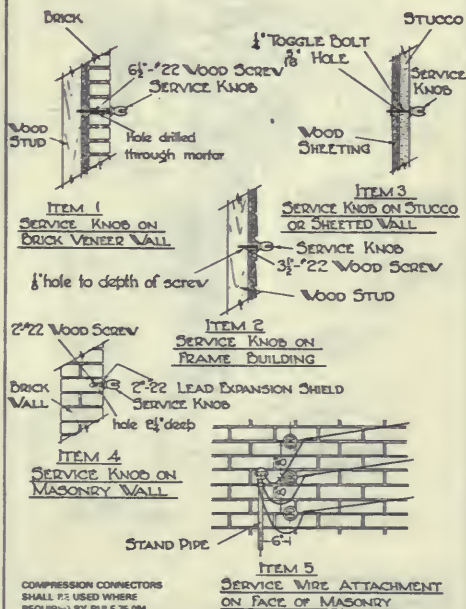 BRICK
6½"-#22 WOOD SCREW
SERVICE KNOB
WOOD
STUD
Hole drilled
through mortar
ITEM 1
SERVICE KNOB ON
BRICK VENEER WALL
STUCCO
TOGGLE BOLT
HOLE
SERVICE
KNOB
WOOD
SHEETING
ITEM 3
SERVICE KNOB ON STUCCO
OR SHEETED WALL
SERVICE KNOB
3½"-#22 WOOD SCREW
hole to depth of screw
WOOD STUD
ITEM 2
SERVICE KNOB ON
FRAME BUILDING
2"-#22 WOOD SCREW
2"-22 LEAD EXPANSION SHIELD
BRICK
WALL
SERVICE KNOB
hole 2¼" deep
ITEM 4
SERVICE KNOB ON
MASONRY WALL
8"
8"
STAND PIPE
6"
ITEM 5
SERVICE WIRE ATTACHMENT
ON FACE OF MASONRY
COMPRESSION CONNECTORS
SHALL BE USED WHERE